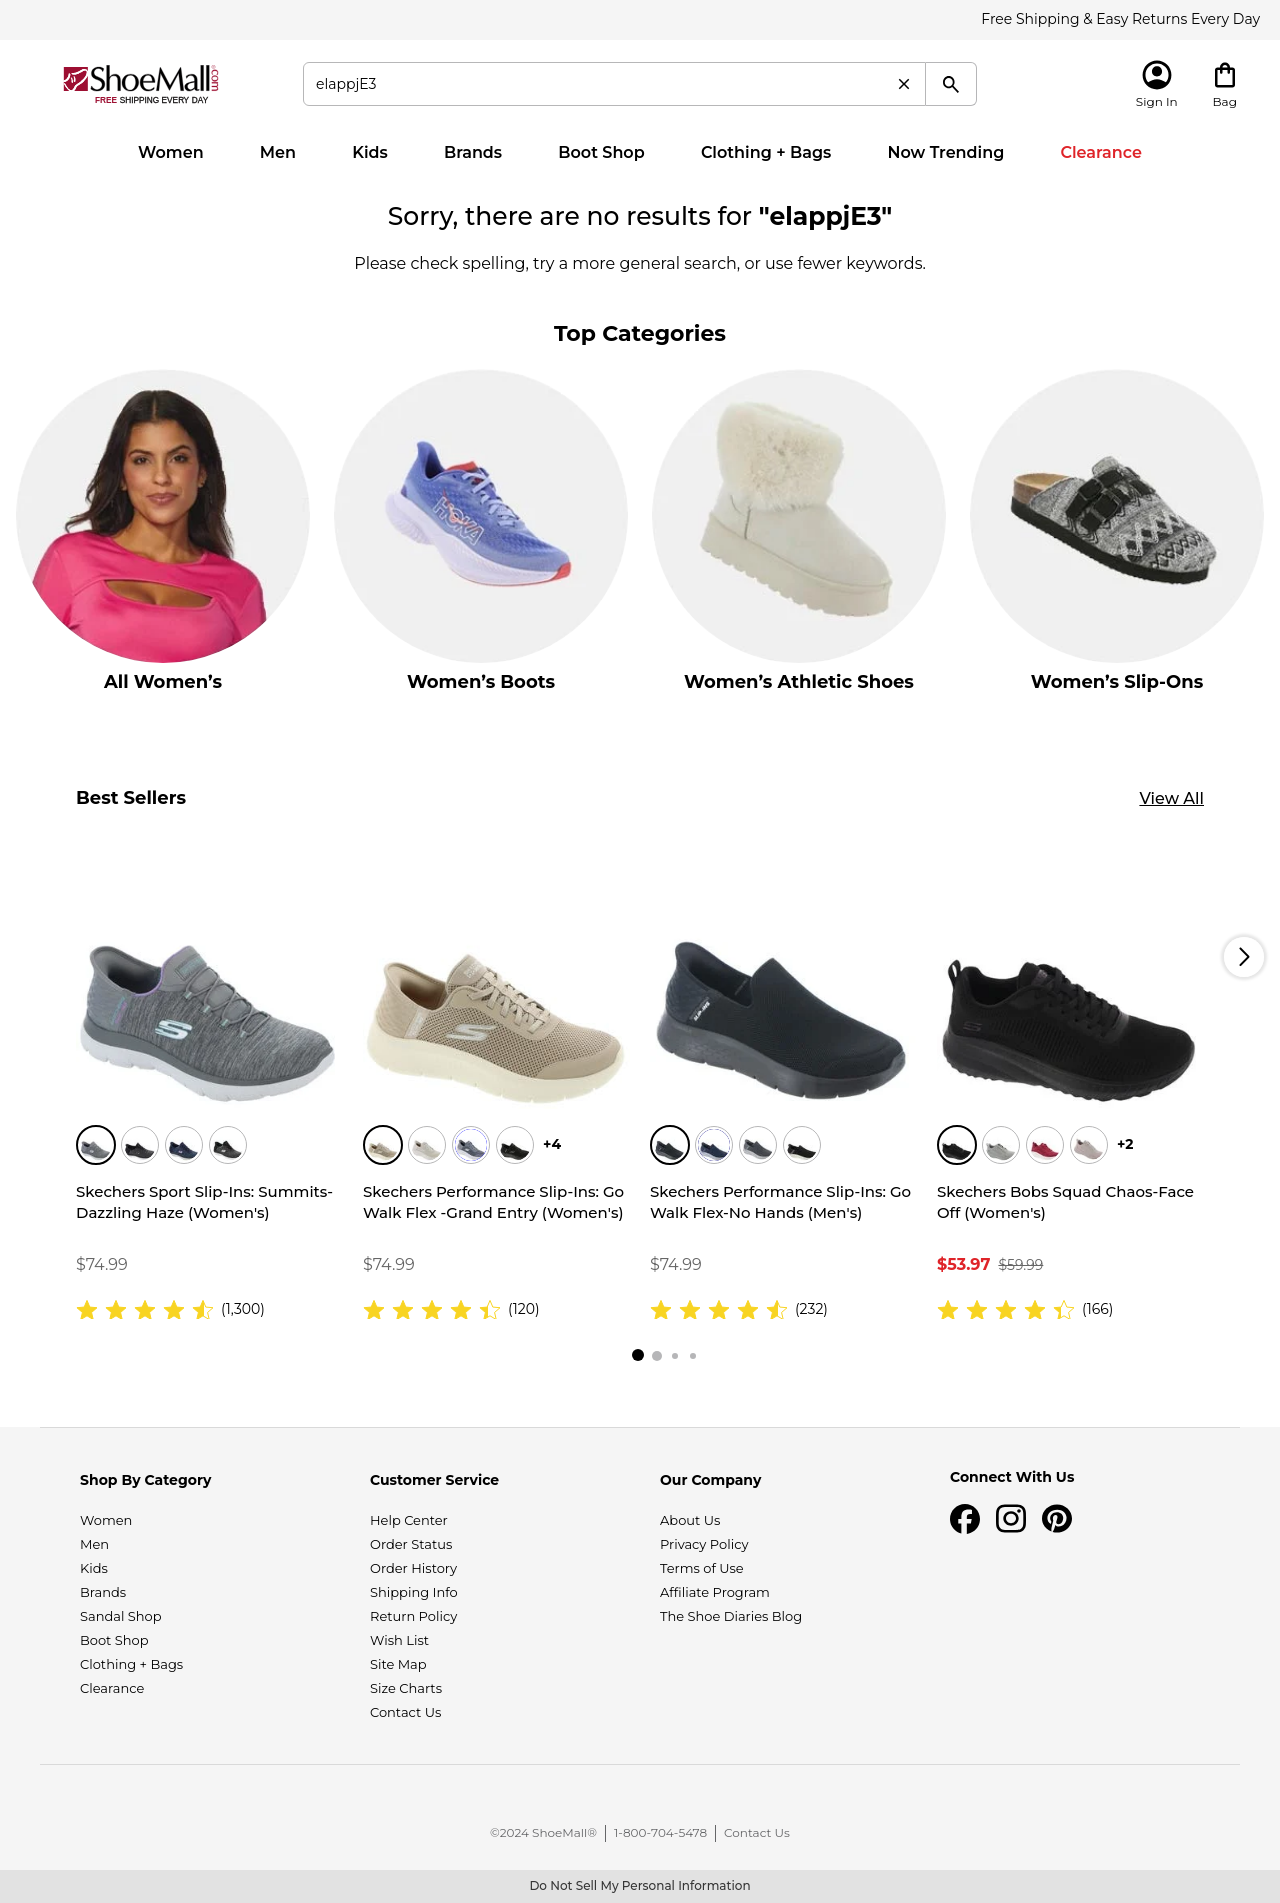 Free Shipping & Easy Returns Every Day
ShoeMall.com
FREE SHIPPING EVERY DAY
elappjE3
Sign In
Bag
Women Men Kids Brands Boot Shop Clothing + Bags Now Trending Clearance
Sorry, there are no results for "elappjE3"
Please check spelling, try a more general search, or use fewer keywords.
Top Categories
HOKA
All Women’s
Women’s Boots
Women’s Athletic Shoes
Women’s Slip-Ons
Best Sellers
View All
+4
+2
Skechers Sport Slip-Ins: Summits-
Dazzling Haze (Women's)
$74.99
(1,300)
Skechers Performance Slip-Ins: Go
Walk Flex -Grand Entry (Women's)
$74.99
(120)
Skechers Performance Slip-Ins: Go
Walk Flex-No Hands (Men's)
$74.99
(232)
Skechers Bobs Squad Chaos-Face
Off (Women's)
$53.97 $59.99
(166)
Shop By Category
Women
Men
Kids
Brands
Sandal Shop
Boot Shop
Clothing + Bags
Clearance
Customer Service
Help Center
Order Status
Order History
Shipping Info
Return Policy
Wish List
Site Map
Size Charts
Contact Us
Our Company
About Us
Privacy Policy
Terms of Use
Affiliate Program
The Shoe Diaries Blog
Connect With Us
©2024 ShoeMall® | 1-800-704-5478 | Contact Us
Do Not Sell My Personal Information